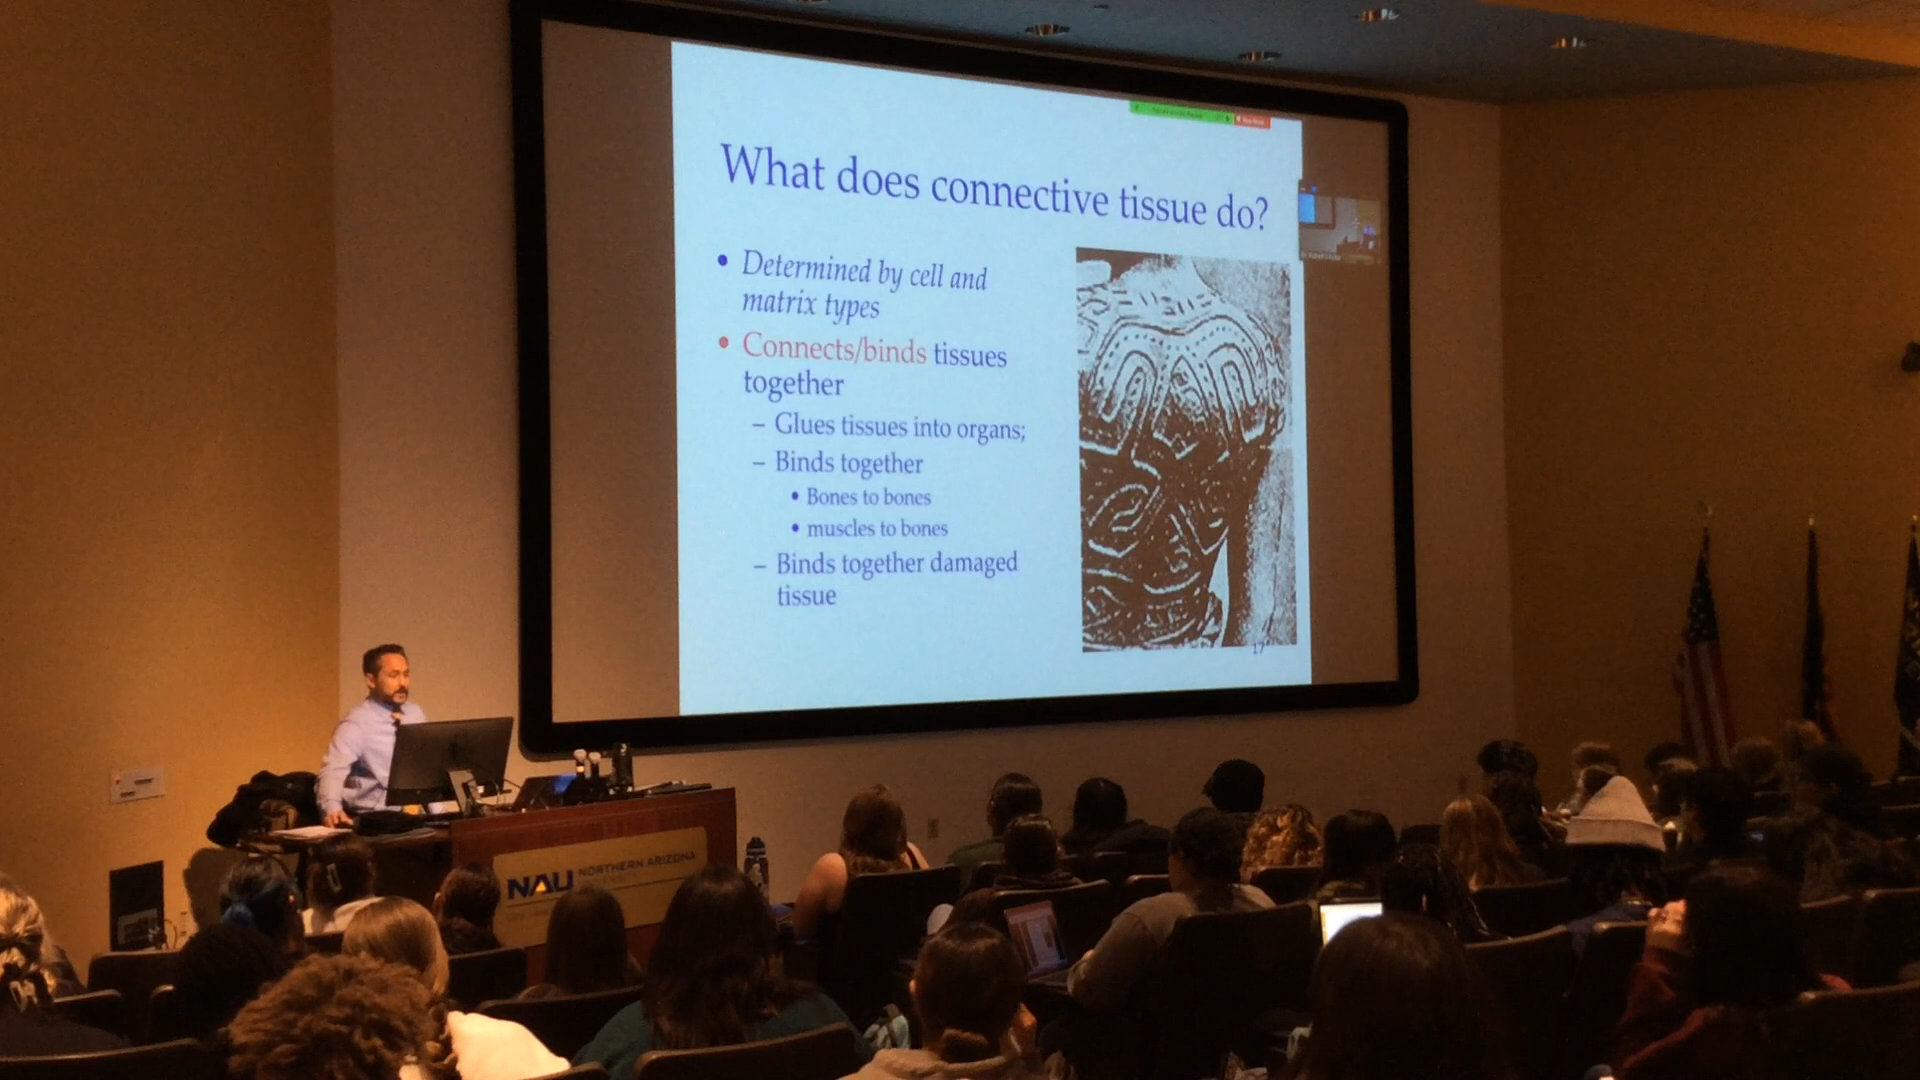 What does connective tissue do?
• Determined by cell and
matrix types
• Connects/binds tissues
together
– Glues tissues into organs;
– Binds together
• Bones to bones
• muscles to bones
– Binds together damaged
tissue
17
NAU NORTHERN ARIZONA